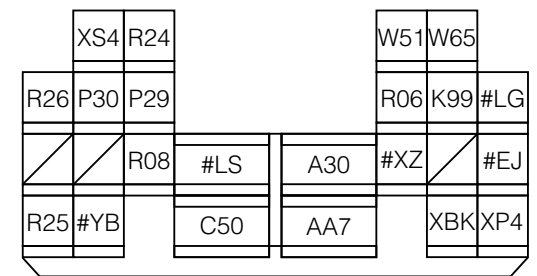 XS4 R24 W51 W65
R26 P30 P29 R06 K99 #LG
R08 #LS A30 #XZ #EJ
R25 #YB C50 AA7 XBK XP4